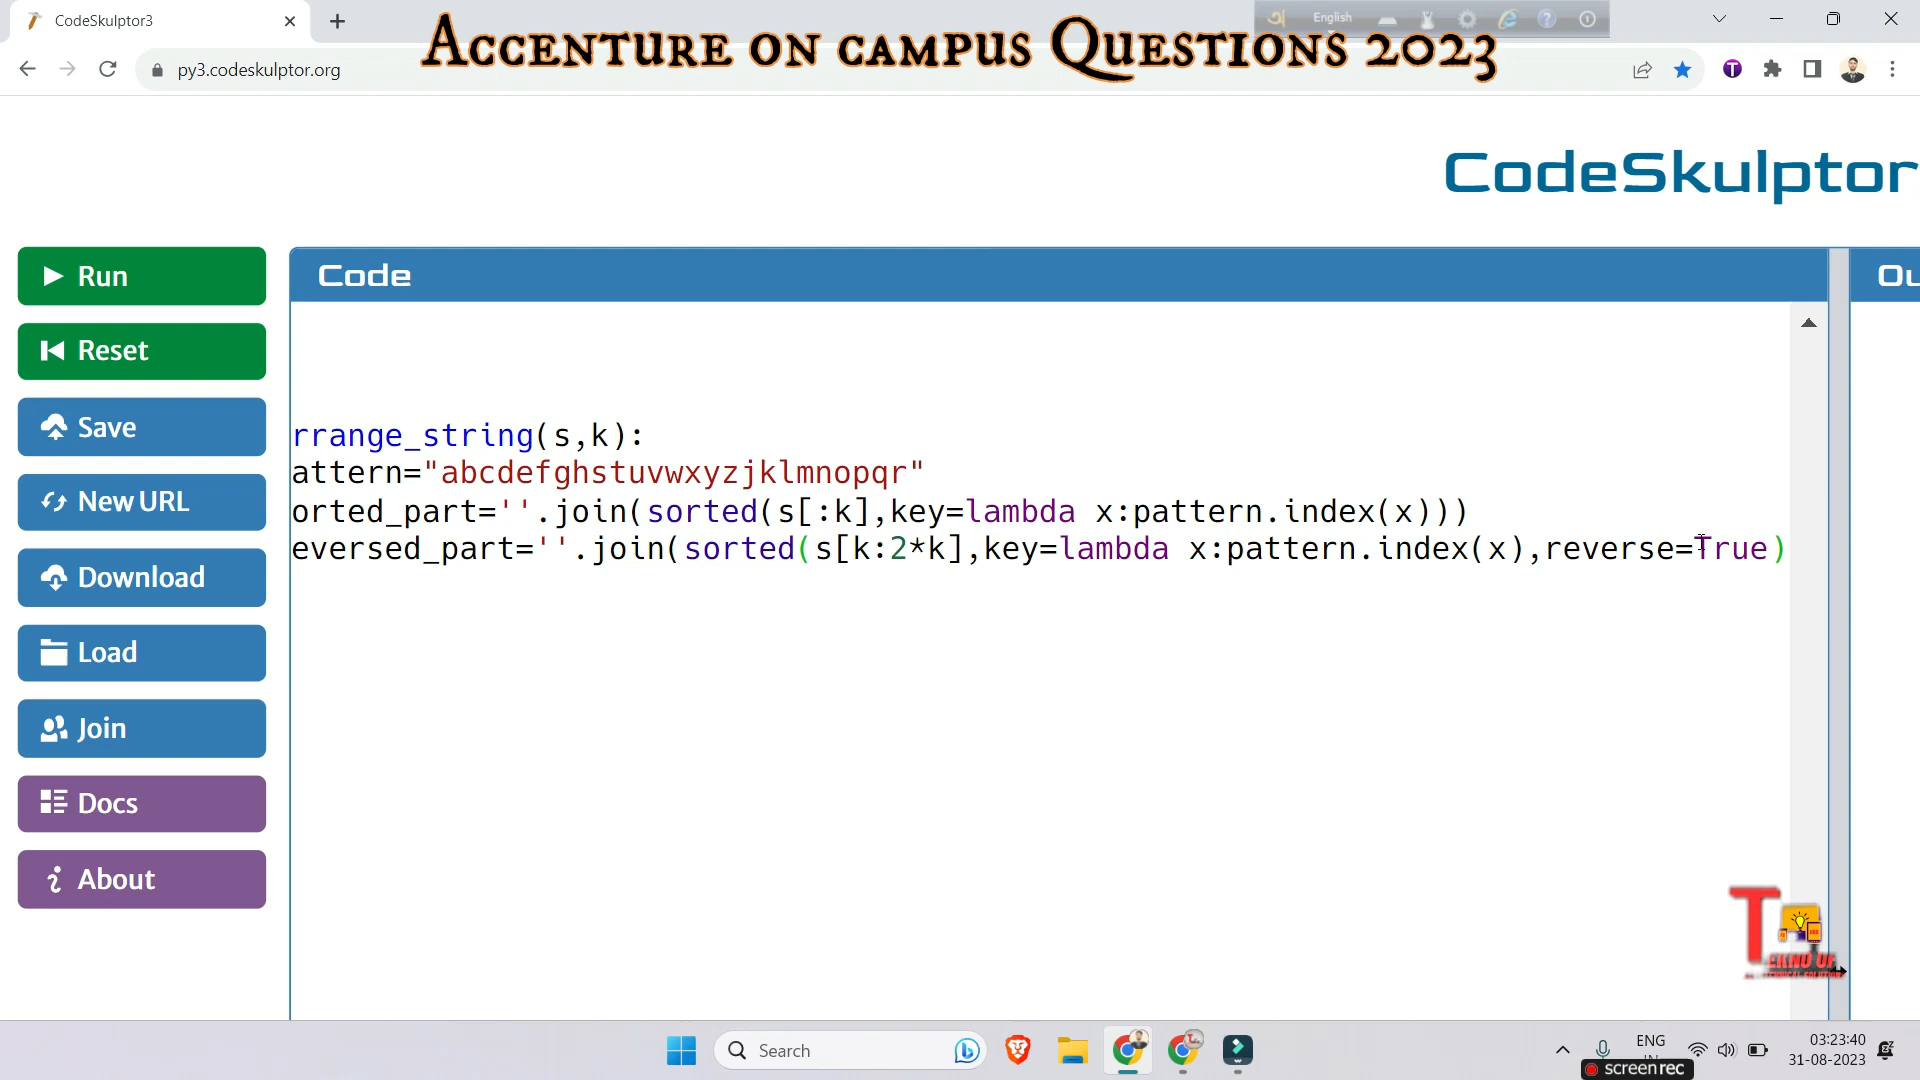 CodeSkulptor3
English
Accenture on campus Questions 2023
py3.codeskulptor.org
CodeSkulptor
Run
Reset
Save
New URL
Download
Load
Join
Docs
About
Code
Ou
rrange_string(s,k):
attern="abcdefghstuvwxyzjklmnopqr"
orted_part=''.join(sorted(s[:k],key=lambda x:pattern.index(x)))
eversed_part=''.join(sorted(s[k:2*k],key=lambda x:pattern.index(x),reverse=True)
Search
ENG
03:23:40
31-08-2023
screenrec